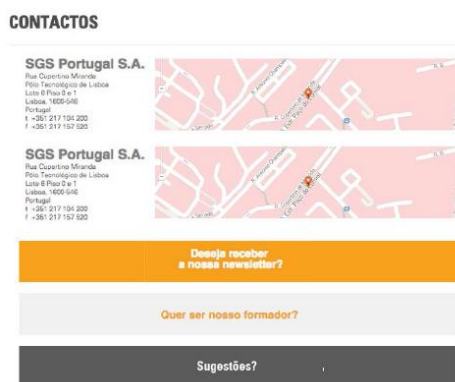 CONTACTOS
SGS Portugal S.A.
Rua Cupertino Miranda
Pólo Tecnológico de Lisboa
Lote 6 Piso 0 e 1
Lisboa, 1600-546
Portugal
t +351 217 104 200
f +351 217 157 520
SGS Portugal S.A.
Rua Cupertino Miranda
Pólo Tecnológico de Lisboa
Lote 6 Piso 0 e 1
Lisboa, 1600-546
Portugal
t +351 217 104 200
f +351 217 157 520
Deseja receber
a nossa newsletter?
Quer ser nosso formador?
Sugestões?